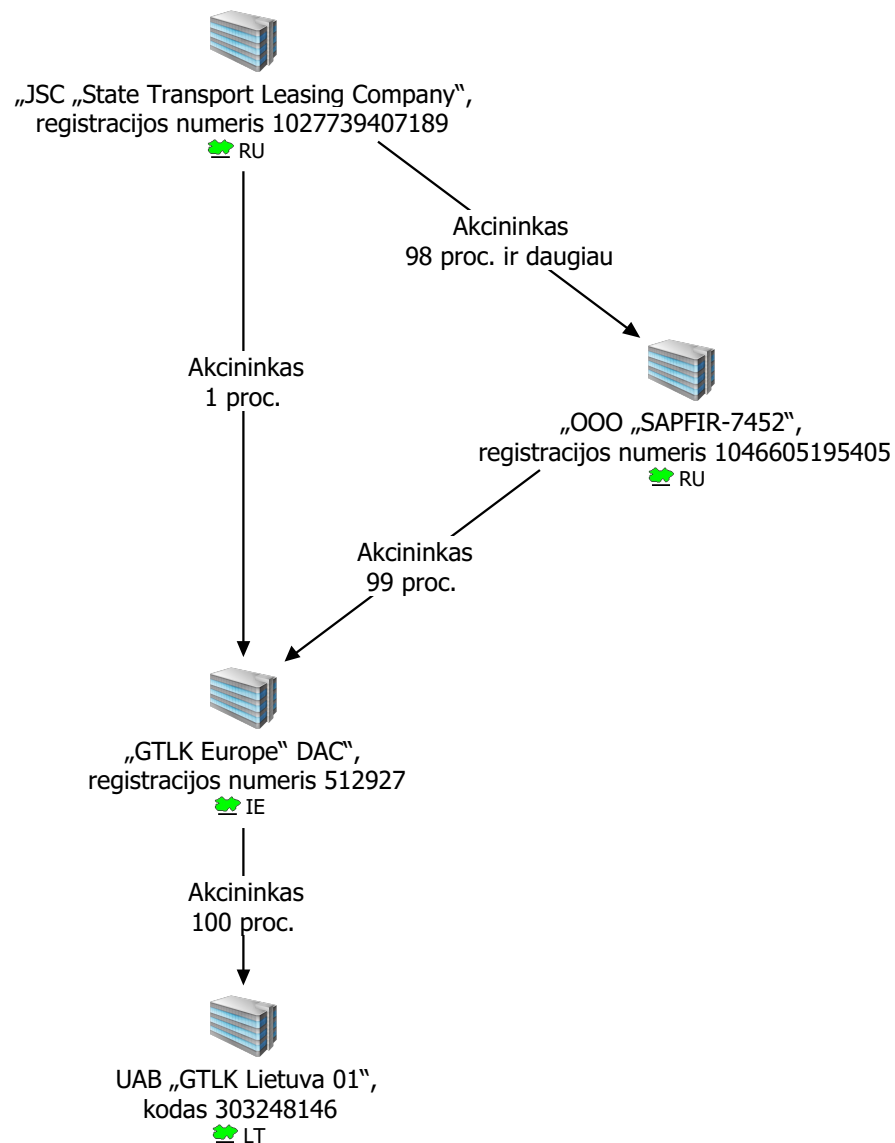 „JSC „State Transport Leasing Company“,
registracijos numeris 1027739407189
RU
Akcininkas
98 proc. ir daugiau
Akcininkas
1 proc.
„OOO „SAPFIR-7452“,
registracijos numeris 1046605195405
RU
Akcininkas
99 proc.
„GTLK Europe“ DAC“,
registracijos numeris 512927
IE
Akcininkas
100 proc.
UAB „GTLK Lietuva 01“,
kodas 303248146
LT